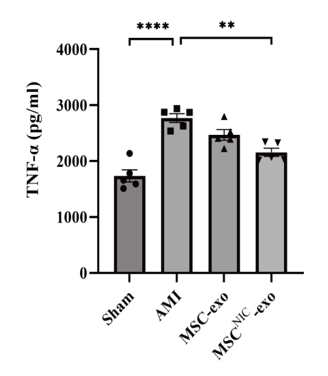 **** **
TNF-α (pg/ml)
4000
3000
2000
1000
0
Sham
AMI
MSC-exo
MSCᴺᴵᶜ-exo